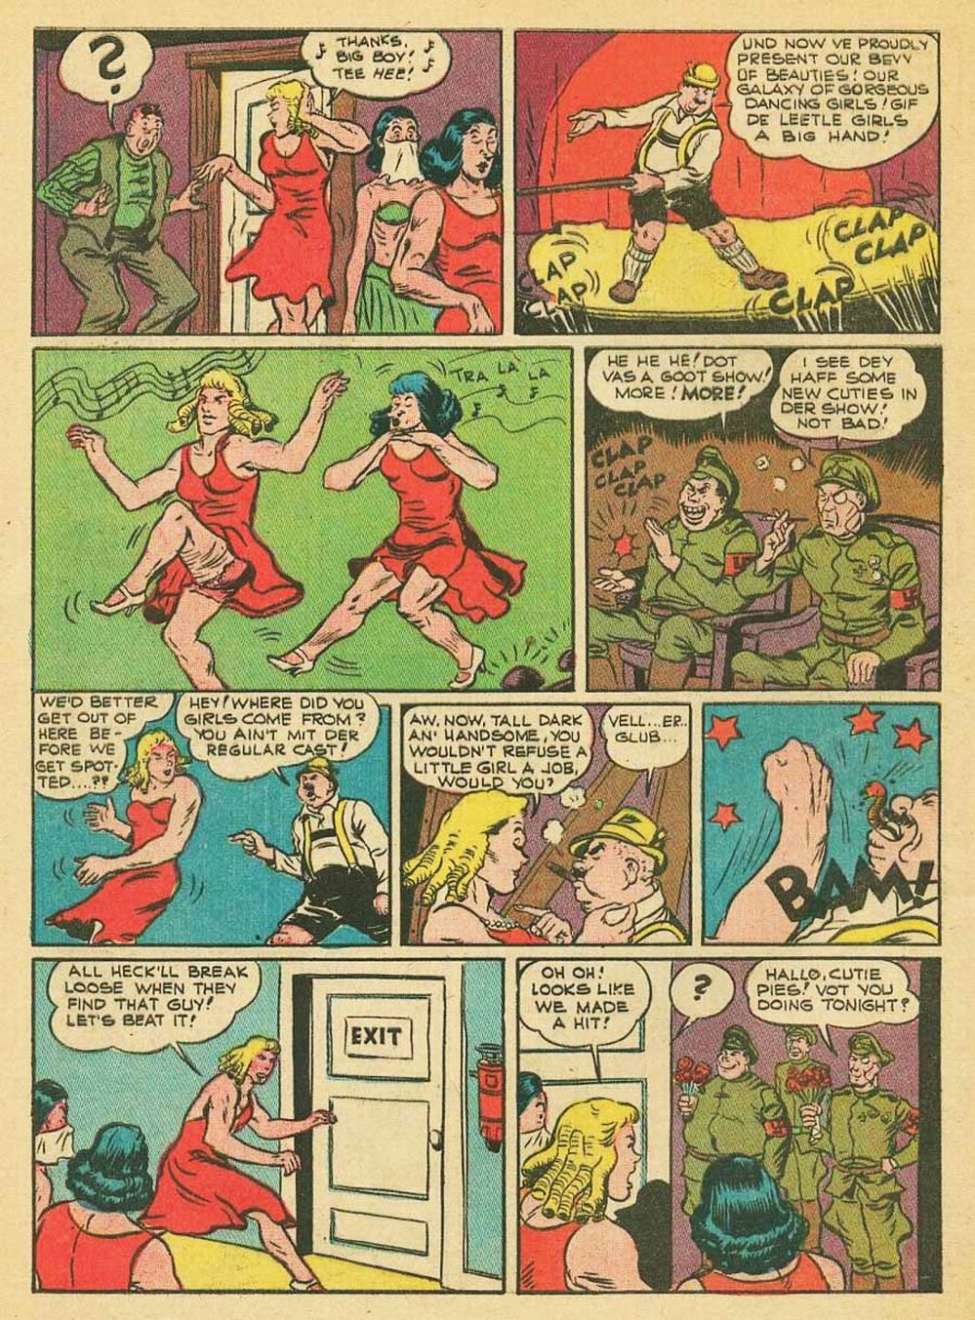 ?
THANKS,
BIG BOY!
TEE HEE!
UND NOW VE PROUDLY
PRESENT OUR BEVY
OF BEAUTIES! OUR
GALAXY OF GORGEOUS
DANCING GIRLS! GIF
DE LEETLE GIRLS
A BIG HAND!
CLAP
CLAP
CLAP
CLAP
CLAP
TRA LA LA
HE HE HE! DOT
VAS A GOOT SHOW!
MORE! MORE!
I SEE DEY
HAFF SOME
NEW CUTIES IN
DER SHOW!
NOT BAD!
CLAP
CLAP
CLAP
WE'D BETTER
GET OUT OF
HERE BE-
FORE WE
GET SPOT-
TED....??
HEY! WHERE DID YOU
GIRLS COME FROM?
YOU AIN'T MIT DER
REGULAR CAST!
AW, NOW, TALL DARK
AN' HANDSOME, YOU
WOULDN'T REFUSE A
LITTLE GIRL A JOB,
WOULD YOU?
VELL...ER..
GLUB...
BAM!
ALL HECK'LL BREAK
LOOSE WHEN THEY
FIND THAT GUY!
LET'S BEAT IT!
EXIT
OH OH!
LOOKS LIKE
WE MADE
A HIT!
?
HALLO, CUTIE
PIES! VOT YOU
DOING TONIGHT?